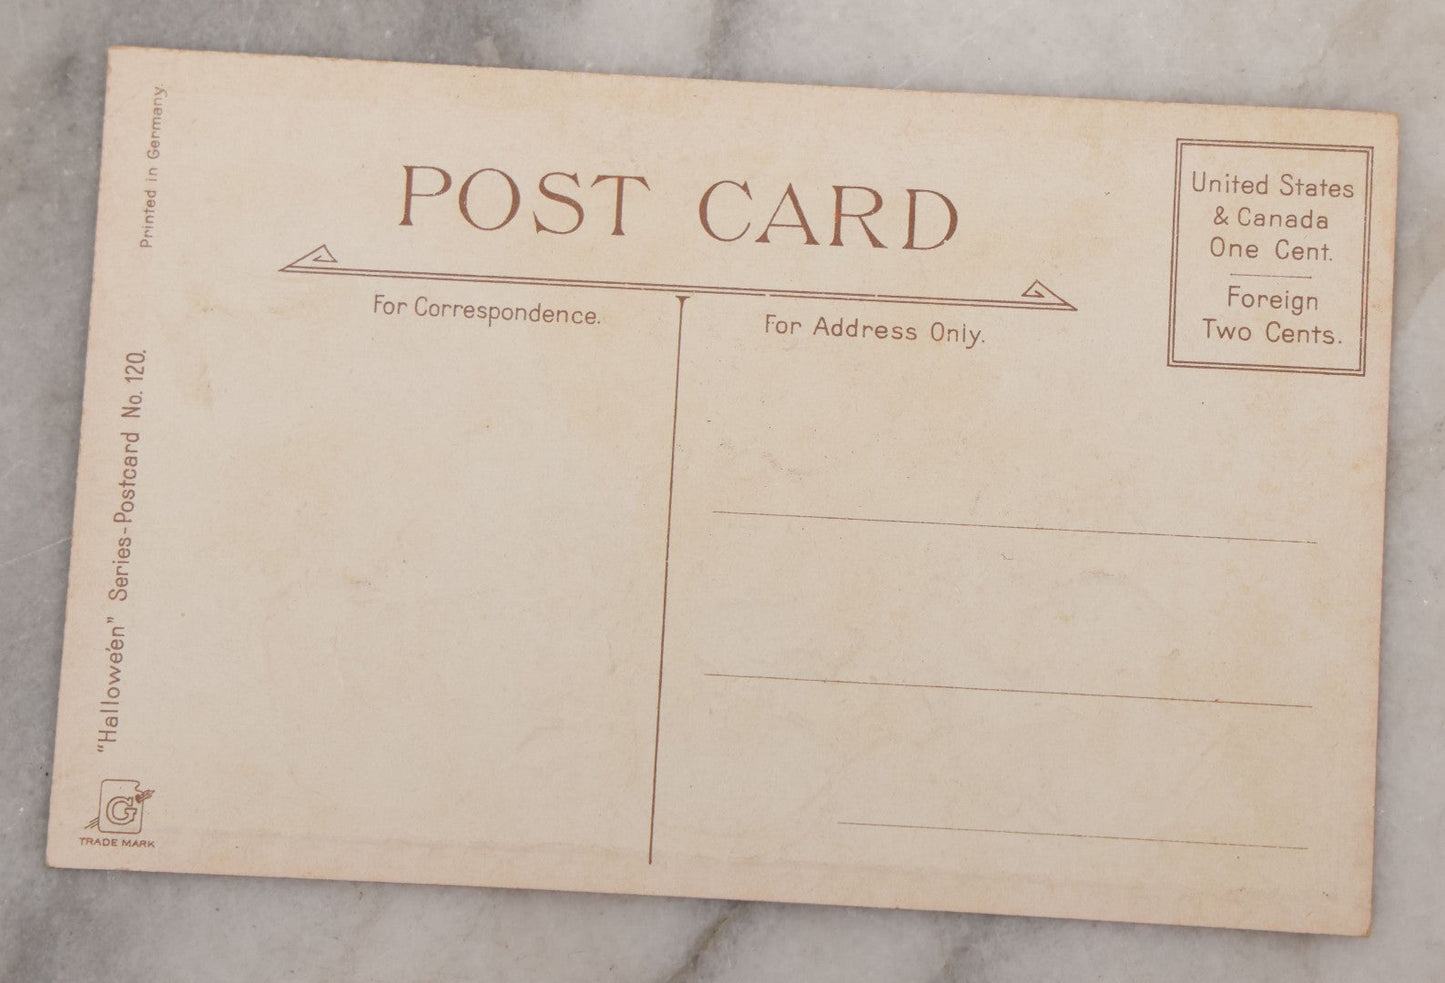 POST CARD
For Correspondence.
For Address Only.
United States
& Canada
One Cent.
Foreign
Two Cents.
Printed in Germany.
"Hallowe'en" Series-Postcard No. 120.
G
TRADE MARK